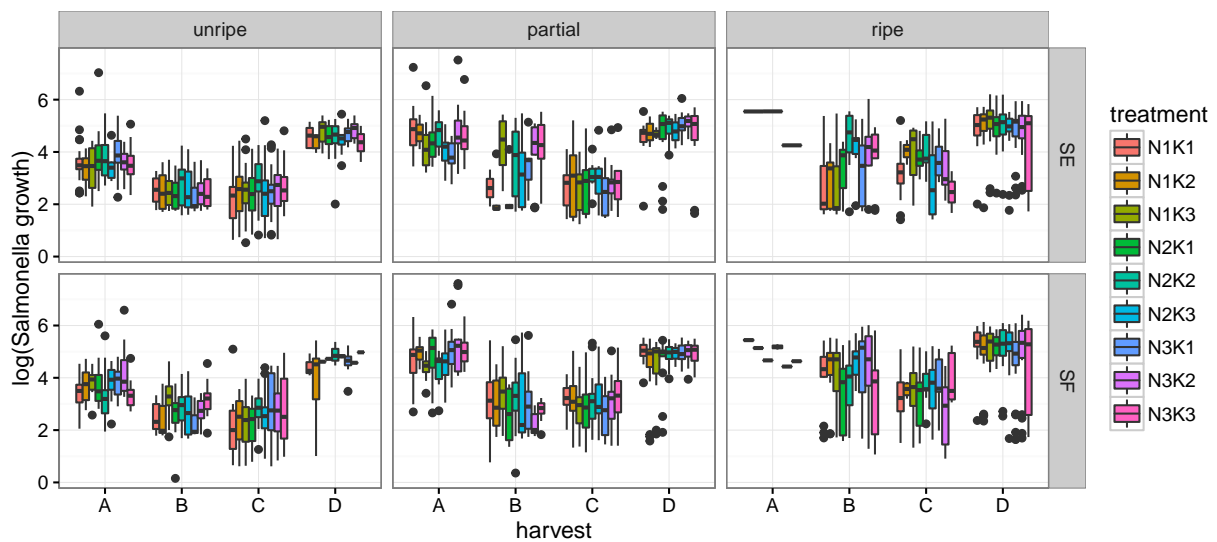 unripe partial ripe
log(Salmonella growth)
6
4
2
0
SE
6
4
2
0
SF
A B C D A B C D A B C D
harvest
treatment
N1K1
N1K2
N1K3
N2K1
N2K2
N2K3
N3K1
N3K2
N3K3